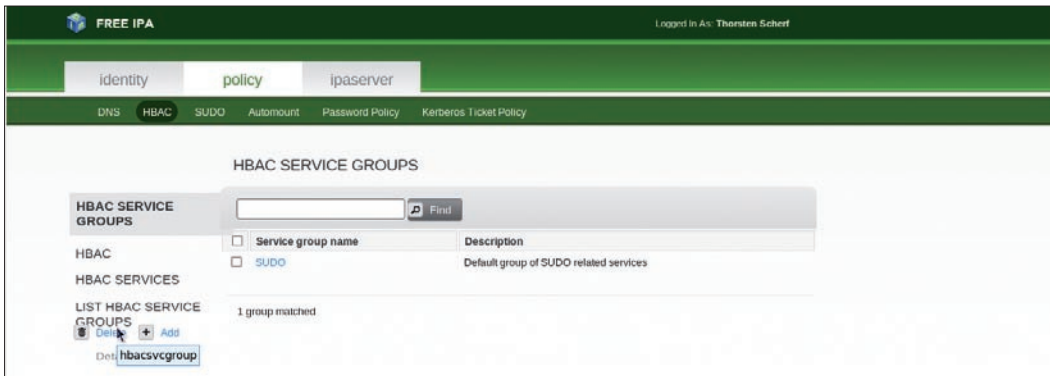 FREE IPA
Logged In As: Thorsten Scherf
identity policy ipaserver
DNS HBAC SUDO Automount Password Policy Kerberos Ticket Policy
HBAC SERVICE GROUPS
HBAC SERVICE
GROUPS
HBAC
HBAC SERVICES
LIST HBAC SERVICE
GROUPS
Delete Add
hbacsvcgroup
Find
Service group name Description
SUDO Default group of SUDO related services
1 group matched